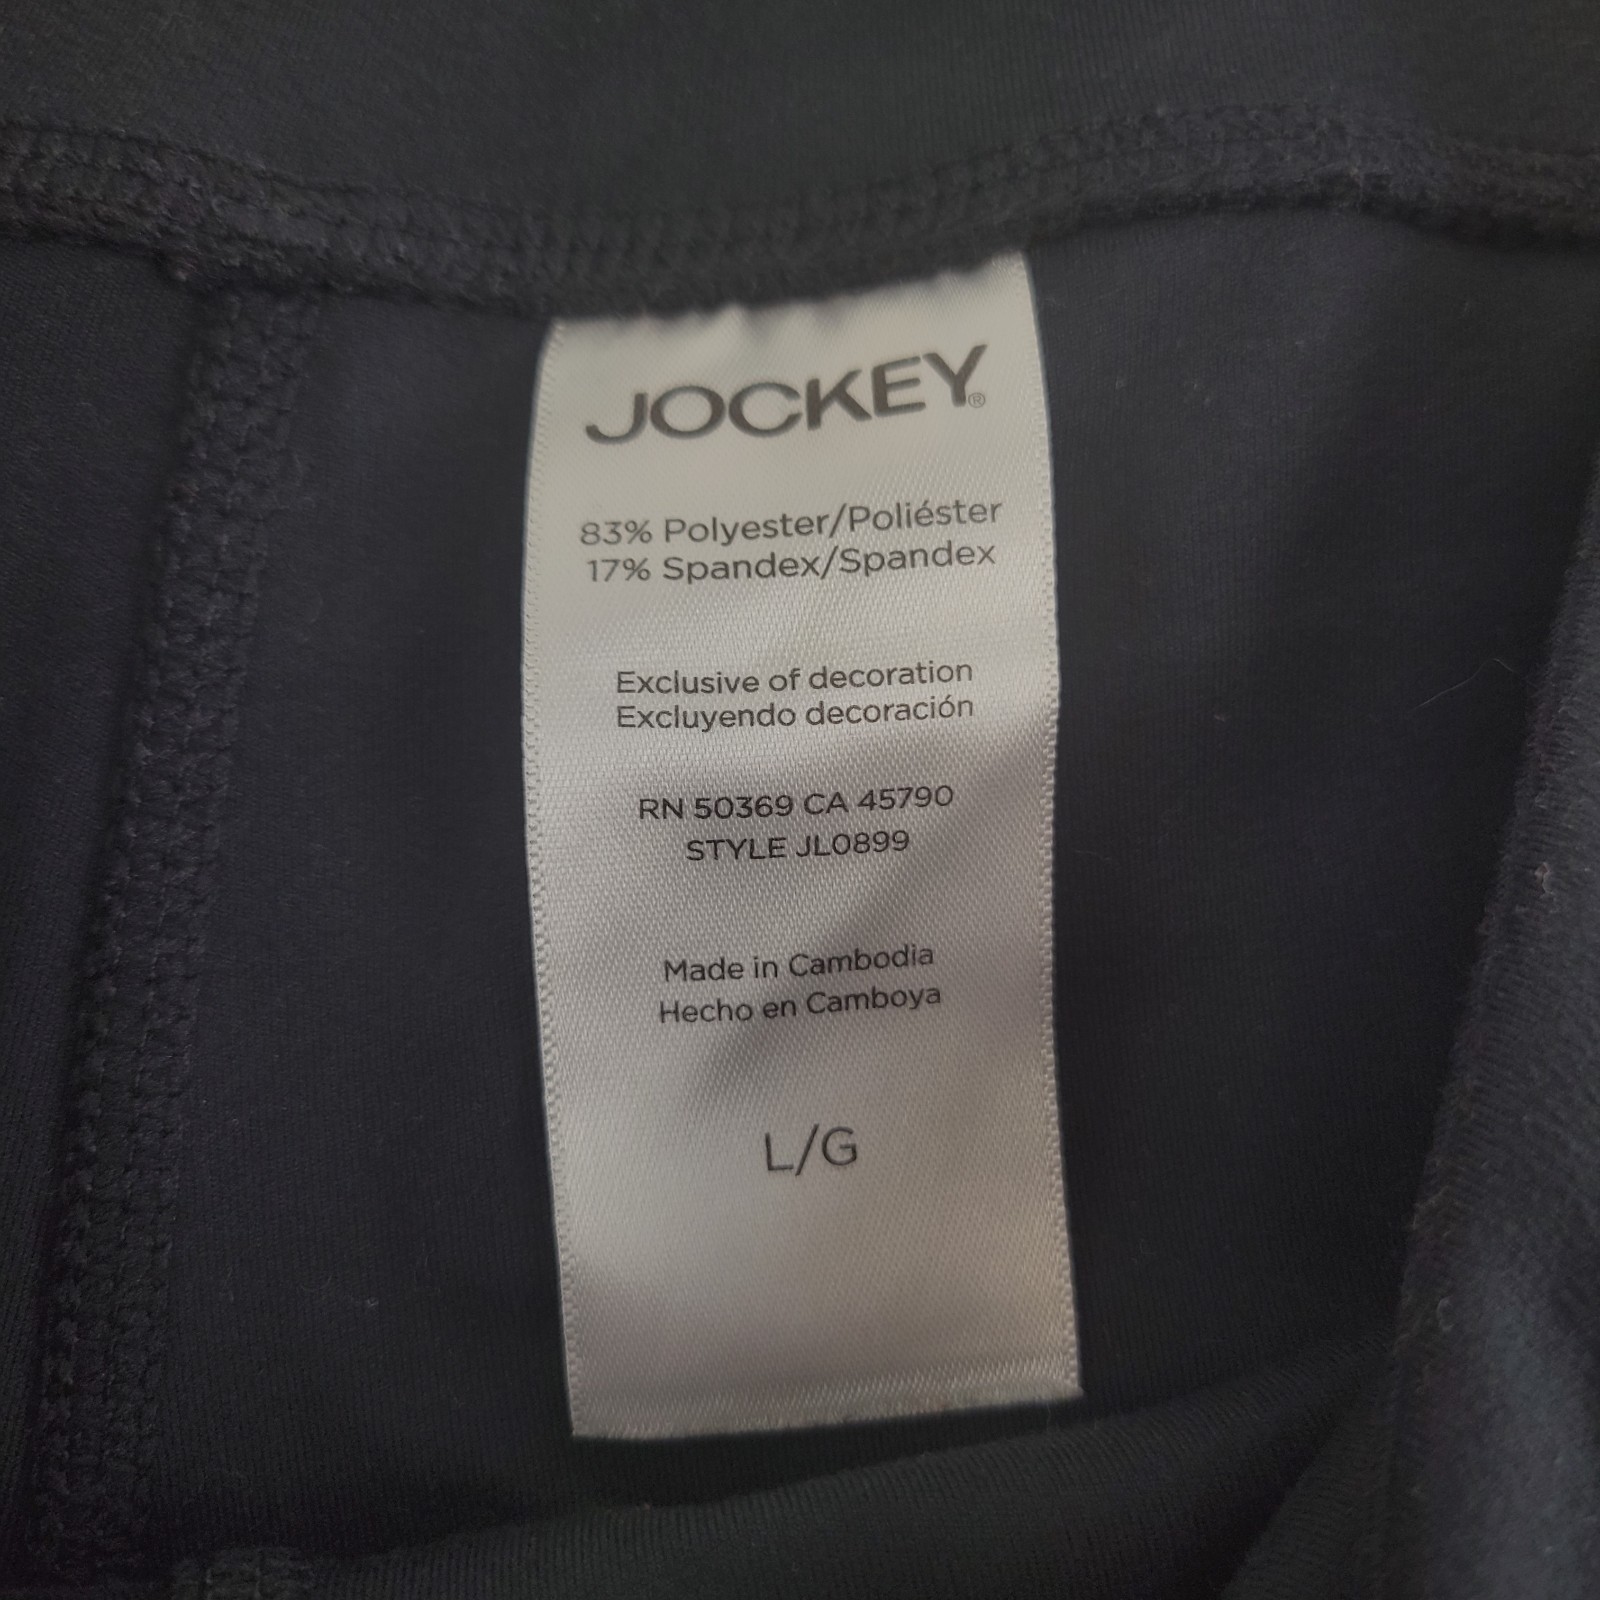 JOCKEY®
83% Polyester/Poliéster
17% Spandex/Spandex
Exclusive of decoration
Excluyendo decoración
RN 50369 CA 45790
STYLE JL0899
Made in Cambodia
Hecho en Camboya
L/G